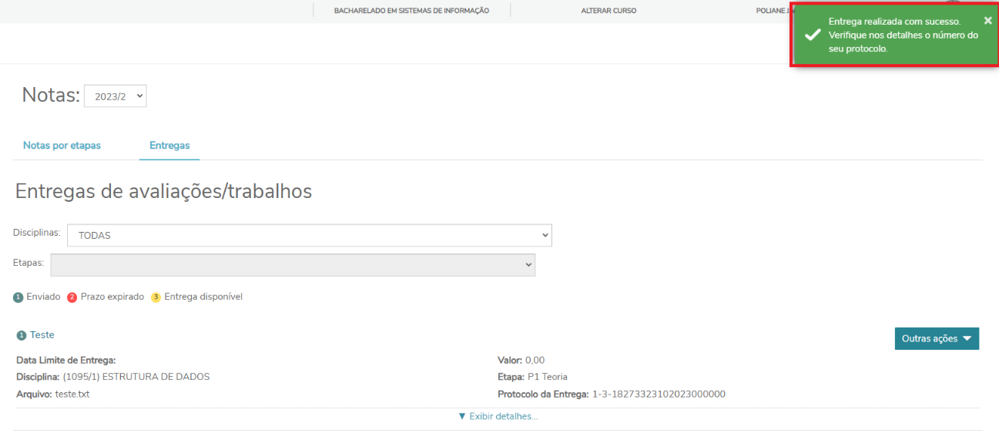 BACHARELADO EM SISTEMAS DE INFORMAÇÃO
ALTERAR CURSO
POLIANE
Entrega realizada com sucesso.
Verifique nos detalhes o número do
seu protocolo.
Notas: 2023/2
Notas por etapas
Entregas
Entregas de avaliações/trabalhos
Disciplinas: TODAS
Etapas:
1 Enviado 2 Prazo expirado 3 Entrega disponível
1 Teste
Outras ações
Data Limite de Entrega:
Valor: 0,00
Disciplina: (1095/1) ESTRUTURA DE DADOS
Etapa: P1 Teoria
Arquivo: teste.txt
Protocolo da Entrega: 1-3-18273323102023000000
Exibir detalhes...